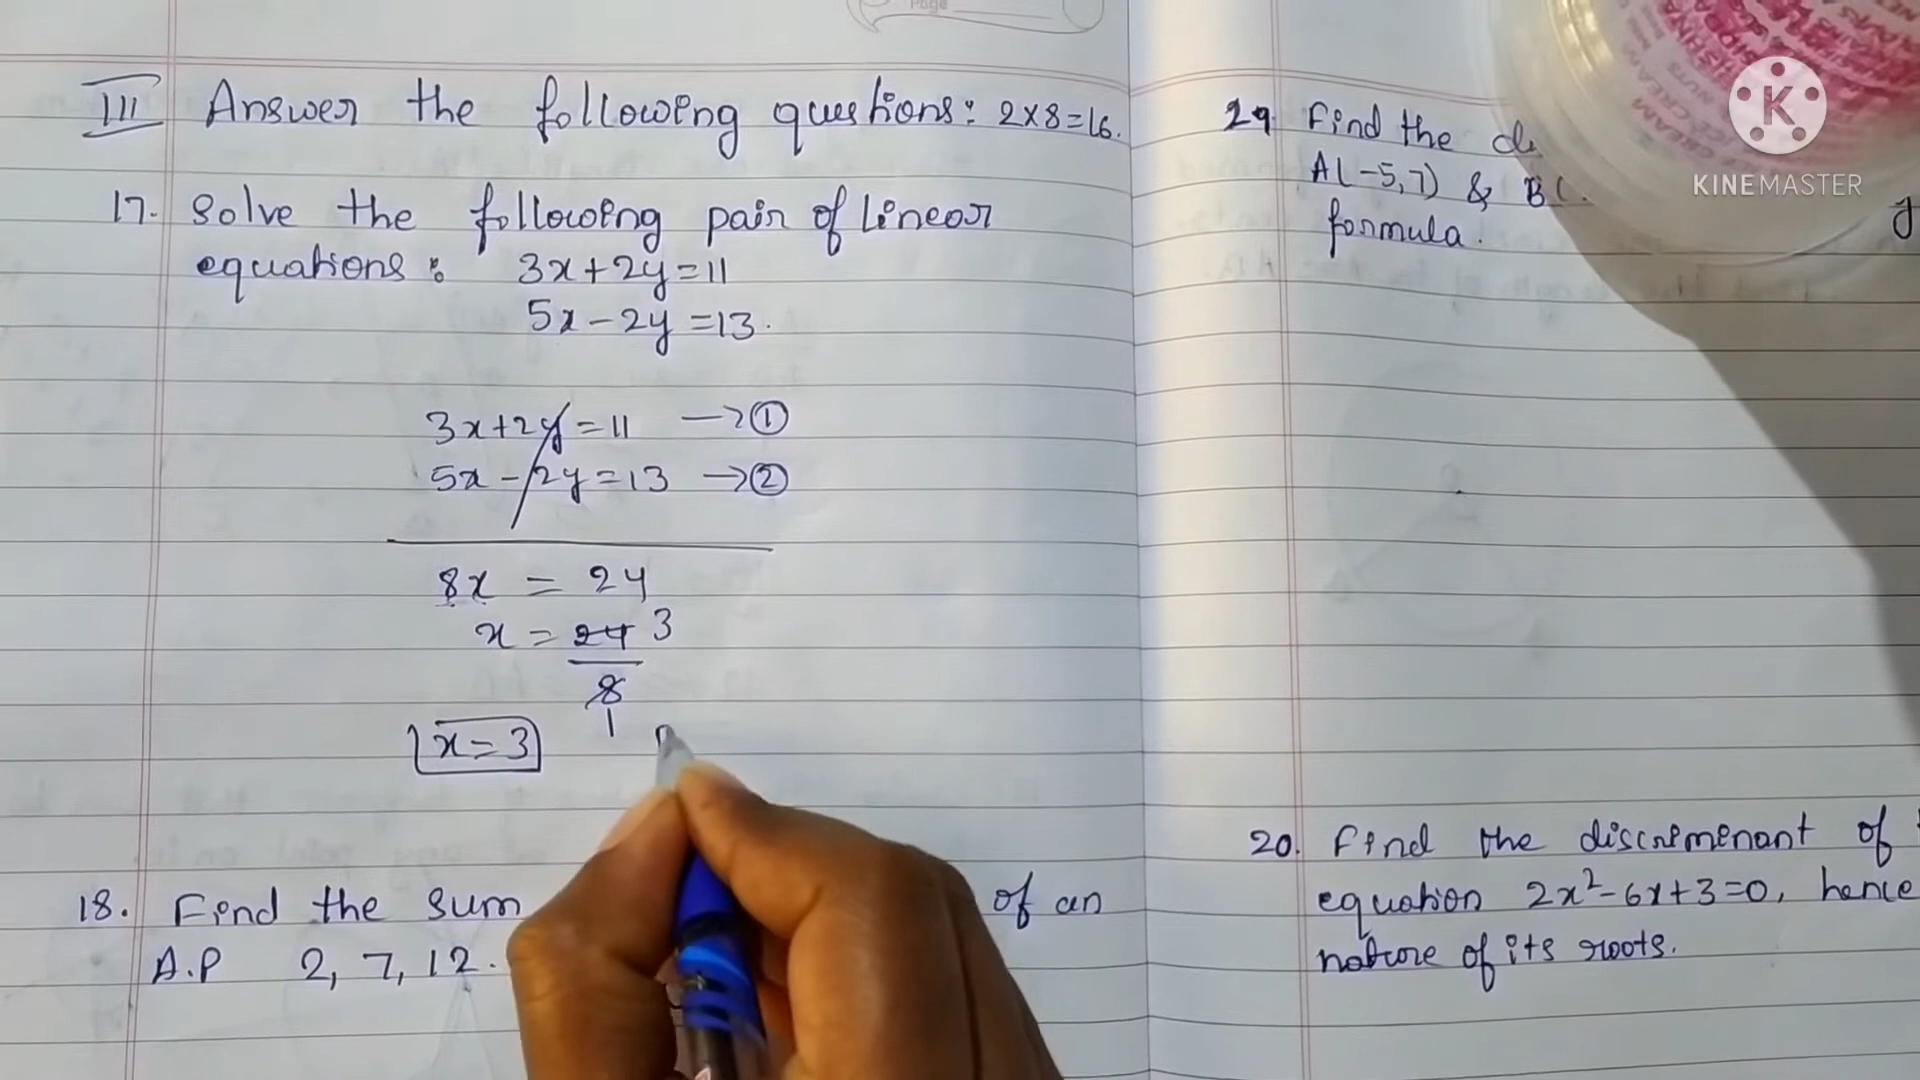 III Answer the following questions: 2×8=16.
17. Solve the following pair of linear
equations: 3x+2y=11
5x-2y=13.
3x+2y=11 →①
5x-2y=13 →②
8x = 24
x = 24 3
8
1
x=3
18. Find the sum of an
A.P 2, 7, 12.
Page
29 Find the
A(-5,7) & B(
formula.
20. Find the discriminant of
equation 2x²-6x+3=0, hence
nature of its roots.
K
KINEMASTER